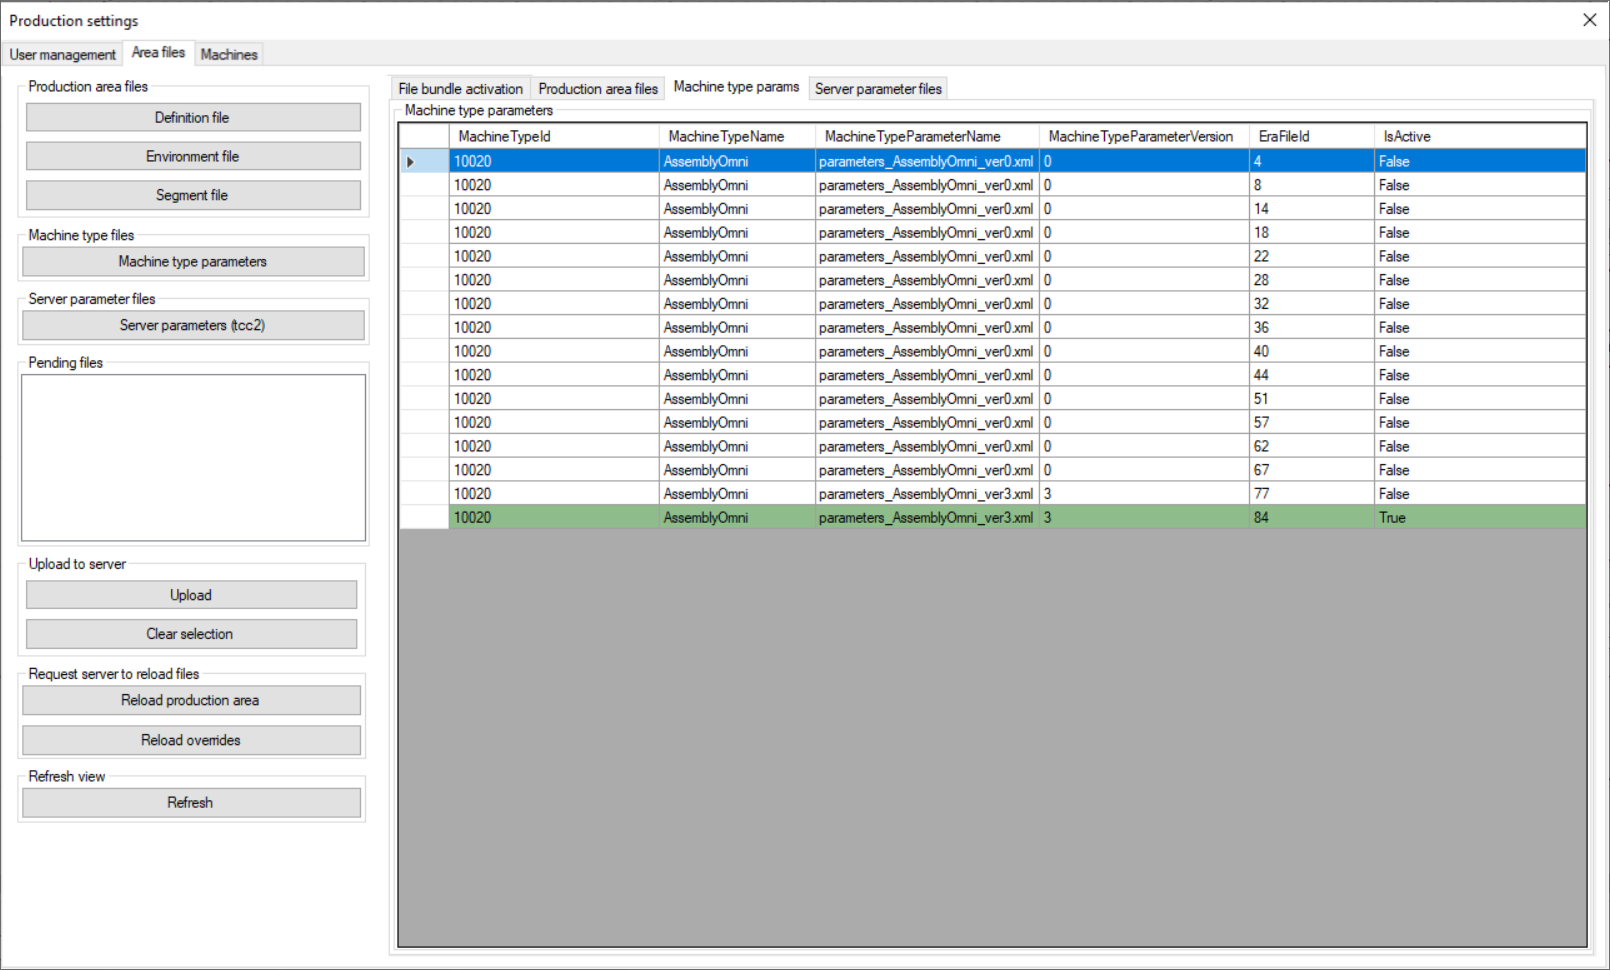 Production settings
User management Area files Machines
Production area files
Definition file
Environment file
Segment file
Machine type files
Machine type parameters
Server parameter files
Server parameters (tcc2)
Pending files
Upload to server
Upload
Clear selection
Request server to reload files
Reload production area
Reload overrides
Refresh view
Refresh
File bundle activation Production area files Machine type params Server parameter files
Machine type parameters
MachineTypeId MachineTypeName MachineTypeParameterName MachineTypeParameterVersion EraFileId IsActive
10020 AssemblyOmni parameters_AssemblyOmni_ver0.xml 0 4 False
10020 AssemblyOmni parameters_AssemblyOmni_ver0.xml 0 8 False
10020 AssemblyOmni parameters_AssemblyOmni_ver0.xml 0 14 False
10020 AssemblyOmni parameters_AssemblyOmni_ver0.xml 0 18 False
10020 AssemblyOmni parameters_AssemblyOmni_ver0.xml 0 22 False
10020 AssemblyOmni parameters_AssemblyOmni_ver0.xml 0 28 False
10020 AssemblyOmni parameters_AssemblyOmni_ver0.xml 0 32 False
10020 AssemblyOmni parameters_AssemblyOmni_ver0.xml 0 36 False
10020 AssemblyOmni parameters_AssemblyOmni_ver0.xml 0 40 False
10020 AssemblyOmni parameters_AssemblyOmni_ver0.xml 0 44 False
10020 AssemblyOmni parameters_AssemblyOmni_ver0.xml 0 51 False
10020 AssemblyOmni parameters_AssemblyOmni_ver0.xml 0 57 False
10020 AssemblyOmni parameters_AssemblyOmni_ver0.xml 0 62 False
10020 AssemblyOmni parameters_AssemblyOmni_ver0.xml 0 67 False
10020 AssemblyOmni parameters_AssemblyOmni_ver3.xml 3 77 False
10020 AssemblyOmni parameters_AssemblyOmni_ver3.xml 3 84 True